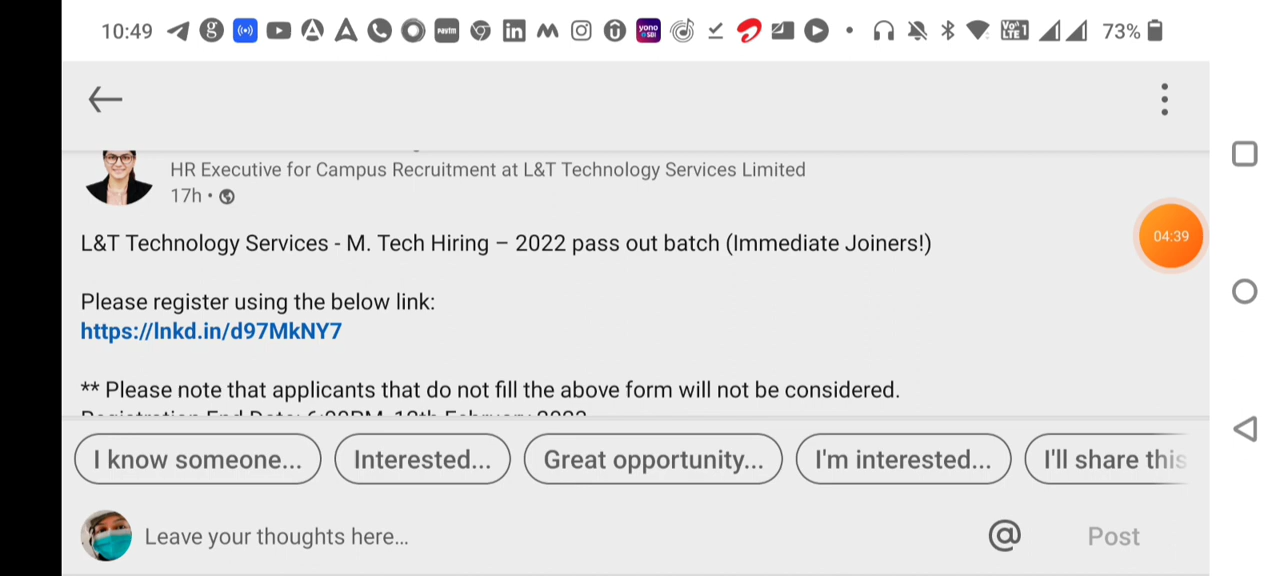 10:49 73%
HR Executive for Campus Recruitment at L&T Technology Services Limited
17h •
04:39
L&T Technology Services - M. Tech Hiring – 2022 pass out batch (Immediate Joiners!)
Please register using the below link:
https://lnkd.in/d97MkNY7
** Please note that applicants that do not fill the above form will not be considered.
I know someone... Interested... Great opportunity... I'm interested... I'll share this
Leave your thoughts here... @ Post